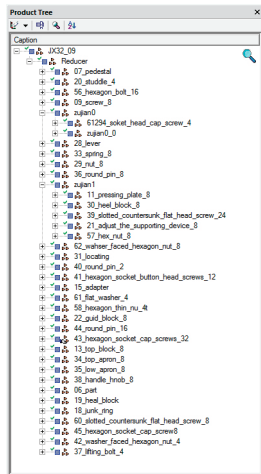 Product Tree
Caption
JX32_09
Reducer
07_pedestal
20_studdle_4
56_hexagon_bolt_16
09_screw_8
zujian0
61294_soket_head_cap_screw_4
zujian0_0
28_lever
33_spring_8
29_nut_8
36_round_pin_8
zujian1
11_pressing_plate_8
30_heel_block_8
39_slotted_countersunk_flat_head_screw_24
21_adjust_the_supporting_device_8
57_hex_nut_8
62_wahser_faced_hexagon_nut_8
31_locating
40_round_pin_2
41_hexagon_socket_button_head_screws_12
15_adapter
61_flat_washer_4
58_hexagon_thin_nu_4t
22_guid_block_8
44_round_pin_16
43_hexagon_socket_cap_screws_32
13_top_block_8
34_top_apron_8
35_low_apron_8
38_handle_hnob_8
06_part
19_heal_block
18_junk_ring
60_slotted_countersunk_flat_head_screw_8
45_hexagon_socket_cap_screw8
42_washer_faced_hexagon_nut_4
37_lifting_bolt_4